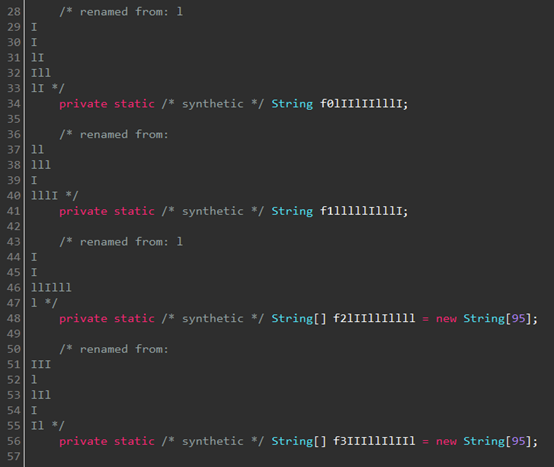 28 /* renamed from: l
29 I
30 I
31 lI
32 Ill
33 lI */
34 private static /* synthetic */ String f0lIIlIIlllI;
35
36 /* renamed from:
37 ll
38 lll
39 I
40 lllI */
41 private static /* synthetic */ String f1lllllIlllI;
42
43 /* renamed from: l
44 I
45 I
46 llIlll
47 l */
48 private static /* synthetic */ String[] f2lIIllIllll = new String[95];
49
50 /* renamed from:
51 III
52 l
53 lIl
54 I
55 Il */
56 private static /* synthetic */ String[] f3IIIllIlIIl = new String[95];
57